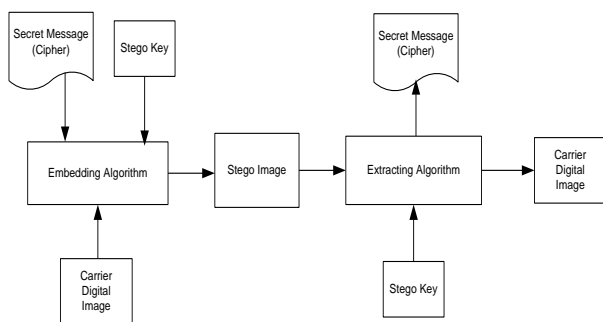 Secret Message
(Cipher)
Stego Key
Embedding Algorithm
Carrier
Digital
Image
Stego Image
Secret Message
(Cipher)
Extracting Algorithm
Stego Key
Carrier
Digital
Image